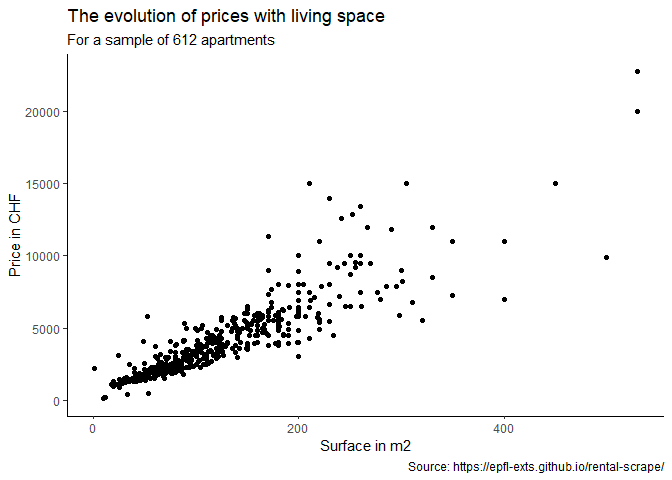 The evolution of prices with living space
For a sample of 612 apartments
20000
15000
10000
5000
0
Price in CHF
0 200 400
Surface in m2
Source: https://epfl-exts.github.io/rental-scrape/